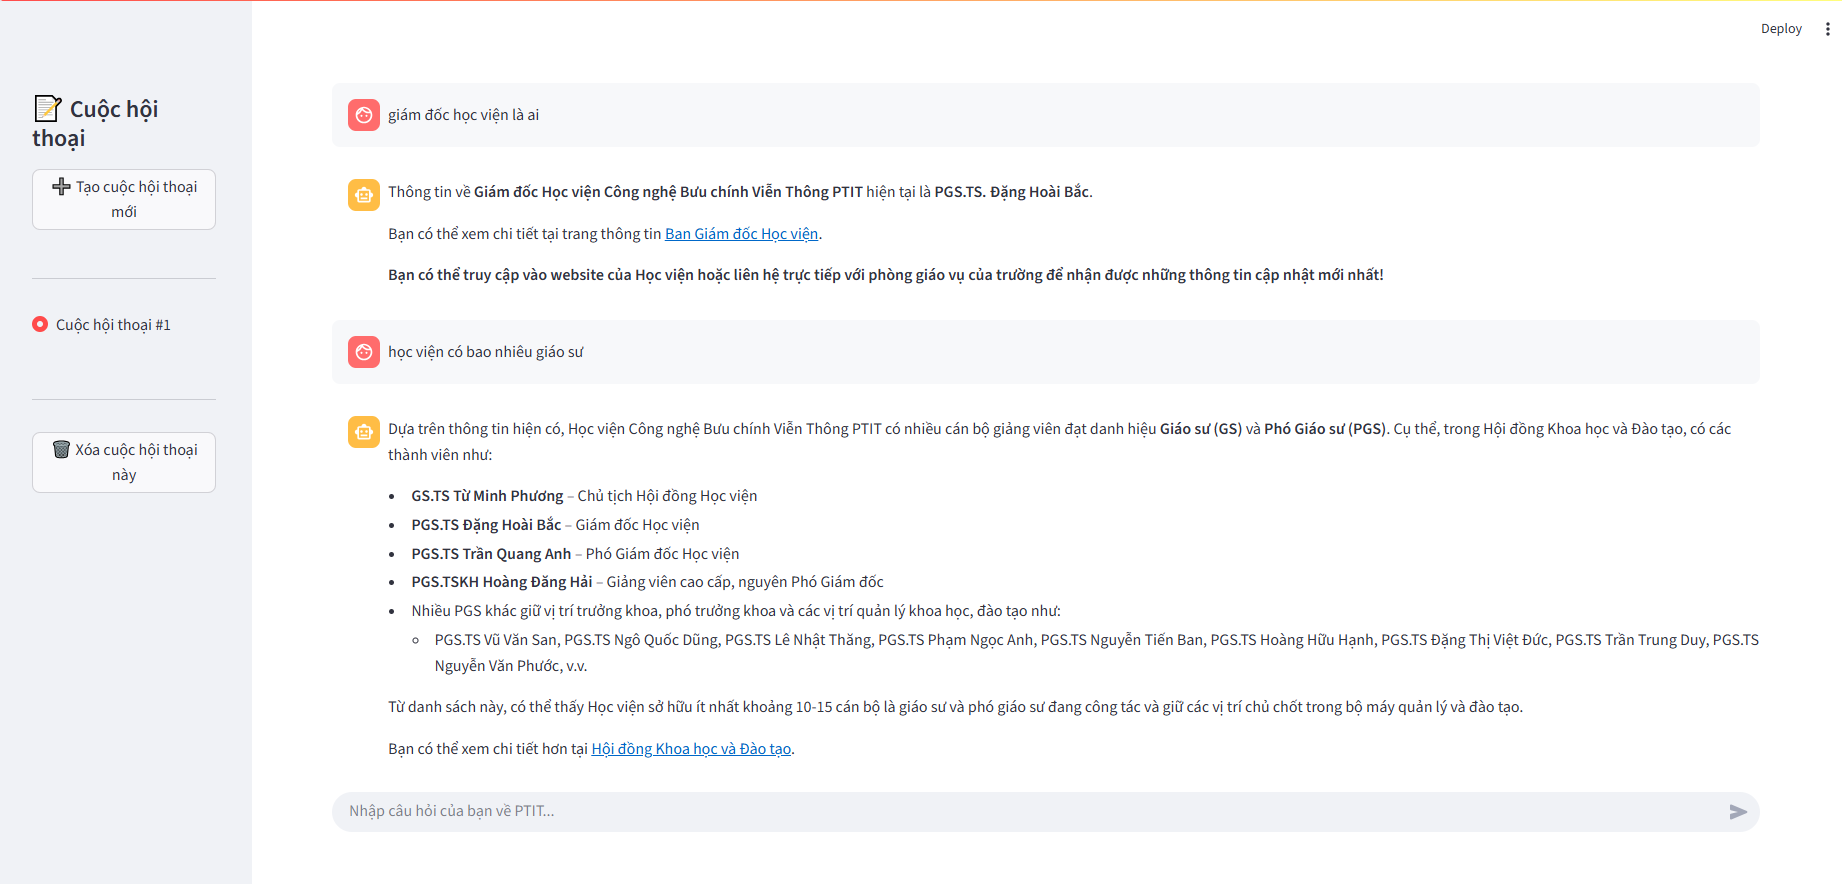 Deploy
📝 Cuộc hội
thoại
➕ Tạo cuộc hội thoại
mới
Cuộc hội thoại #1
🗑️ Xóa cuộc hội thoại
này
giám đốc học viện là ai
Thông tin về Giám đốc Học viện Công nghệ Bưu chính Viễn Thông PTIT hiện tại là PGS.TS. Đặng Hoài Bắc.
Bạn có thể xem chi tiết tại trang thông tin Ban Giám đốc Học viện.
Bạn có thể truy cập vào website của Học viện hoặc liên hệ trực tiếp với phòng giáo vụ của trường để nhận được những thông tin cập nhật mới nhất!
học viện có bao nhiêu giáo sư
Dựa trên thông tin hiện có, Học viện Công nghệ Bưu chính Viễn Thông PTIT có nhiều cán bộ giảng viên đạt danh hiệu Giáo sư (GS) và Phó Giáo sư (PGS). Cụ thể, trong Hội đồng Khoa học và Đào tạo, có các
thành viên như:
• GS.TS Từ Minh Phương – Chủ tịch Hội đồng Học viện
• PGS.TS Đặng Hoài Bắc – Giám đốc Học viện
• PGS.TS Trần Quang Anh – Phó Giám đốc Học viện
• PGS.TSKH Hoàng Đăng Hải – Giảng viên cao cấp, nguyên Phó Giám đốc
• Nhiều PGS khác giữ vị trí trưởng khoa, phó trưởng khoa và các vị trí quản lý khoa học, đào tạo như:
◦ PGS.TS Vũ Văn San, PGS.TS Ngô Quốc Dũng, PGS.TS Lê Nhật Thăng, PGS.TS Phạm Ngọc Anh, PGS.TS Nguyễn Tiến Ban, PGS.TS Hoàng Hữu Hạnh, PGS.TS Đặng Thị Việt Đức, PGS.TS Trần Trung Duy, PGS.TS
Nguyễn Văn Phước, v.v.
Từ danh sách này, có thể thấy Học viện sở hữu ít nhất khoảng 10-15 cán bộ là giáo sư và phó giáo sư đang công tác và giữ các vị trí chủ chốt trong bộ máy quản lý và đào tạo.
Bạn có thể xem chi tiết hơn tại Hội đồng Khoa học và Đào tạo.
Nhập câu hỏi của bạn về PTIT...